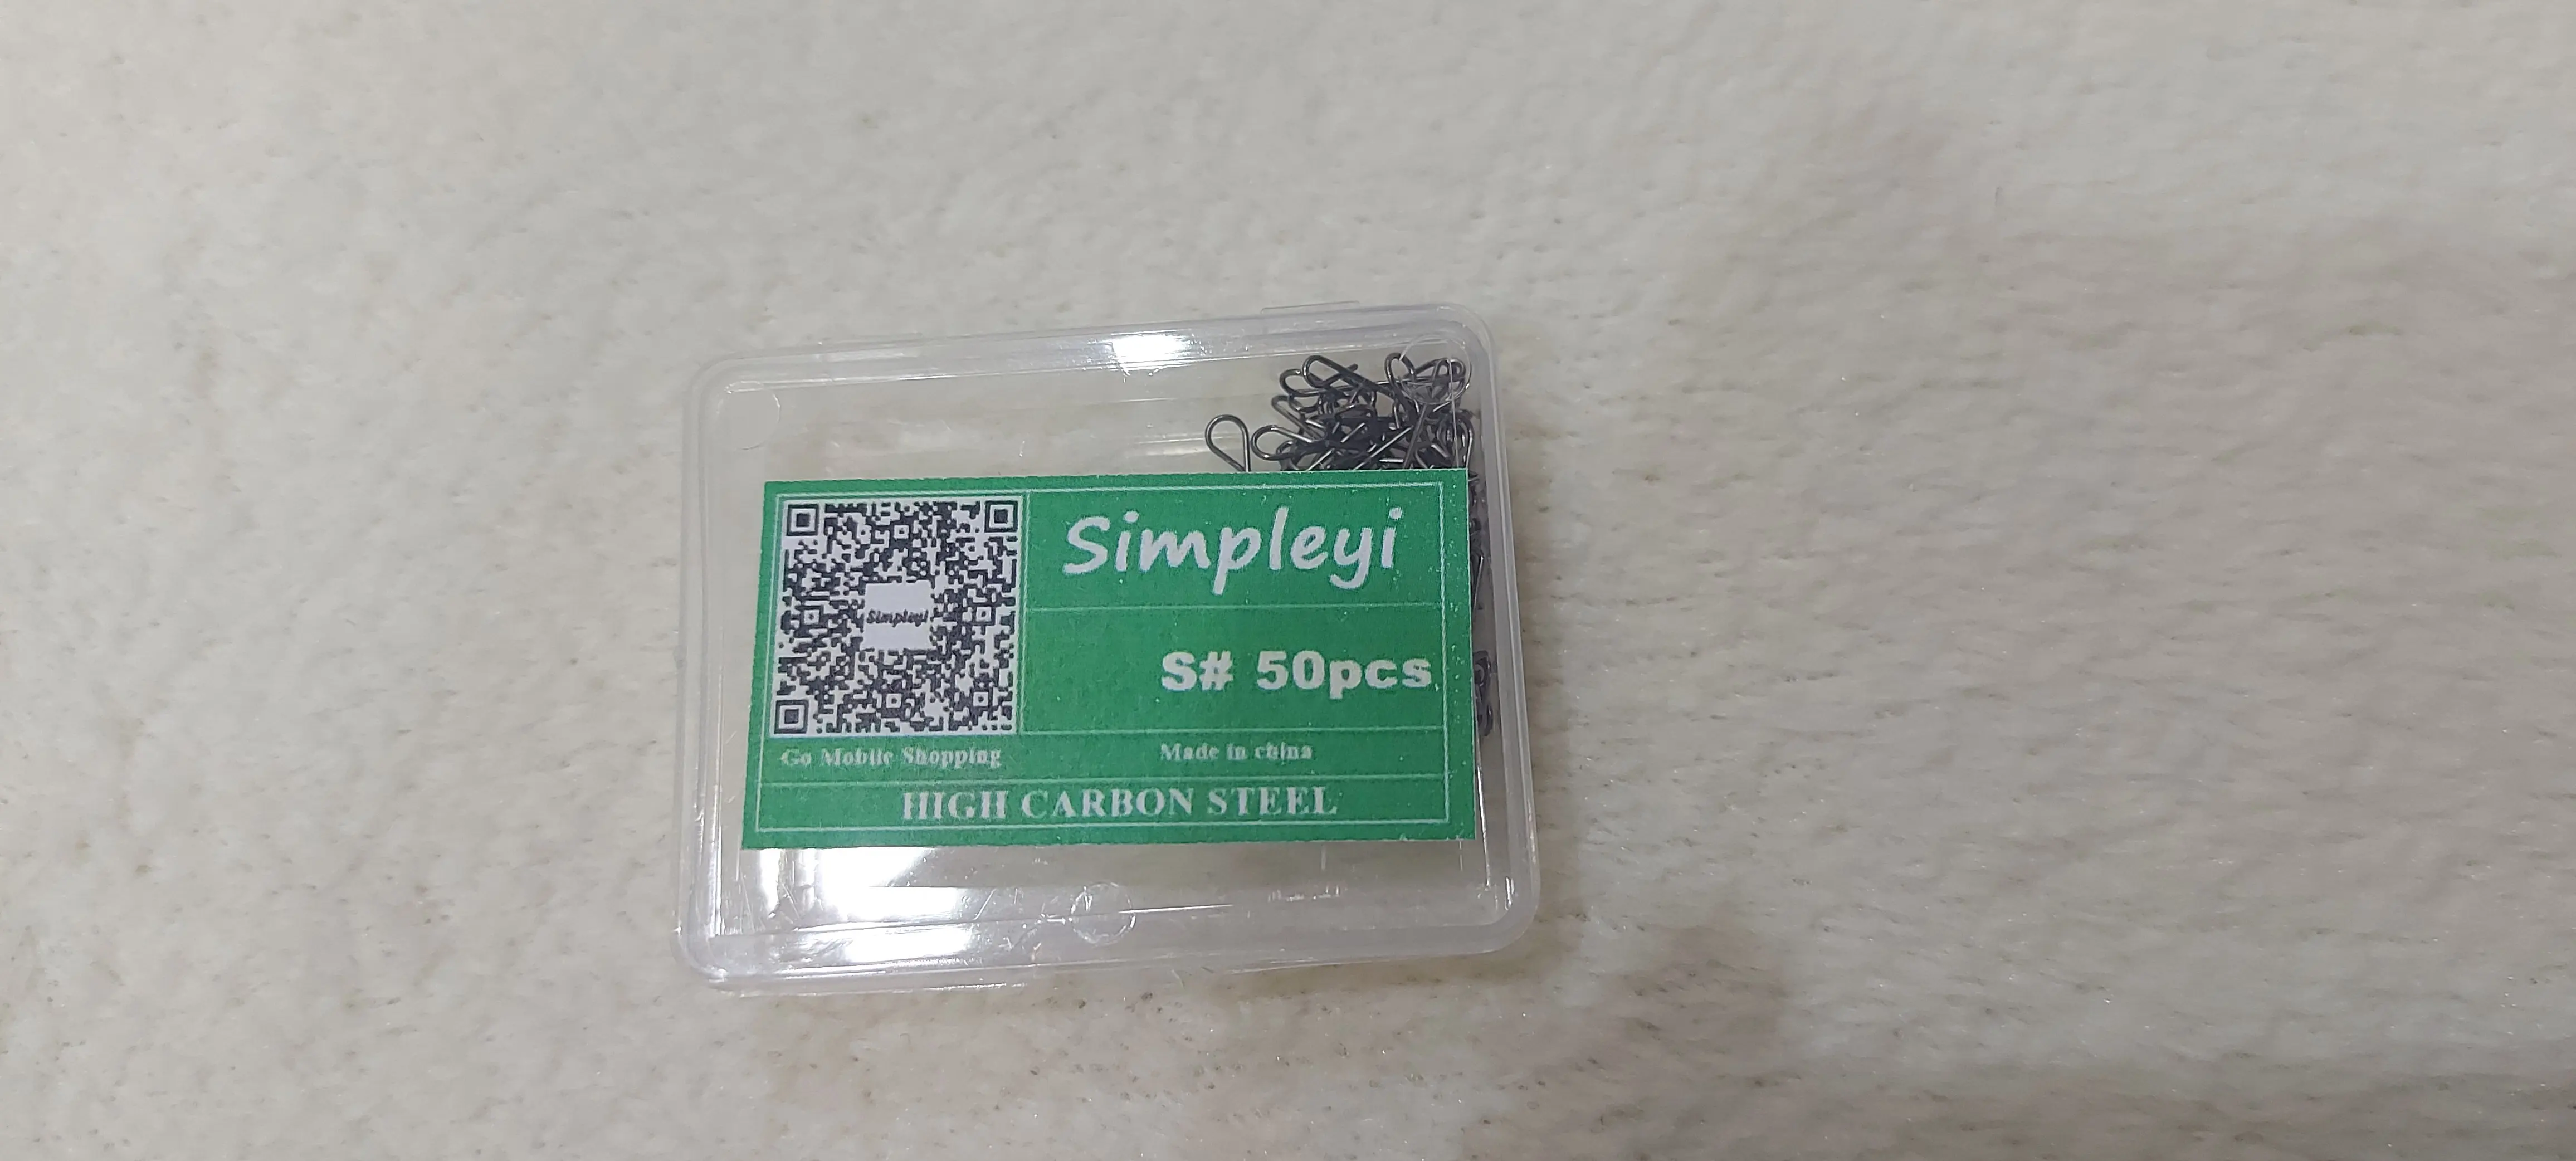 Simpleyi
Simpleyi
S# 50pcs
Go Mobile Shopping
Made in china
HIGH CARBON STEEL